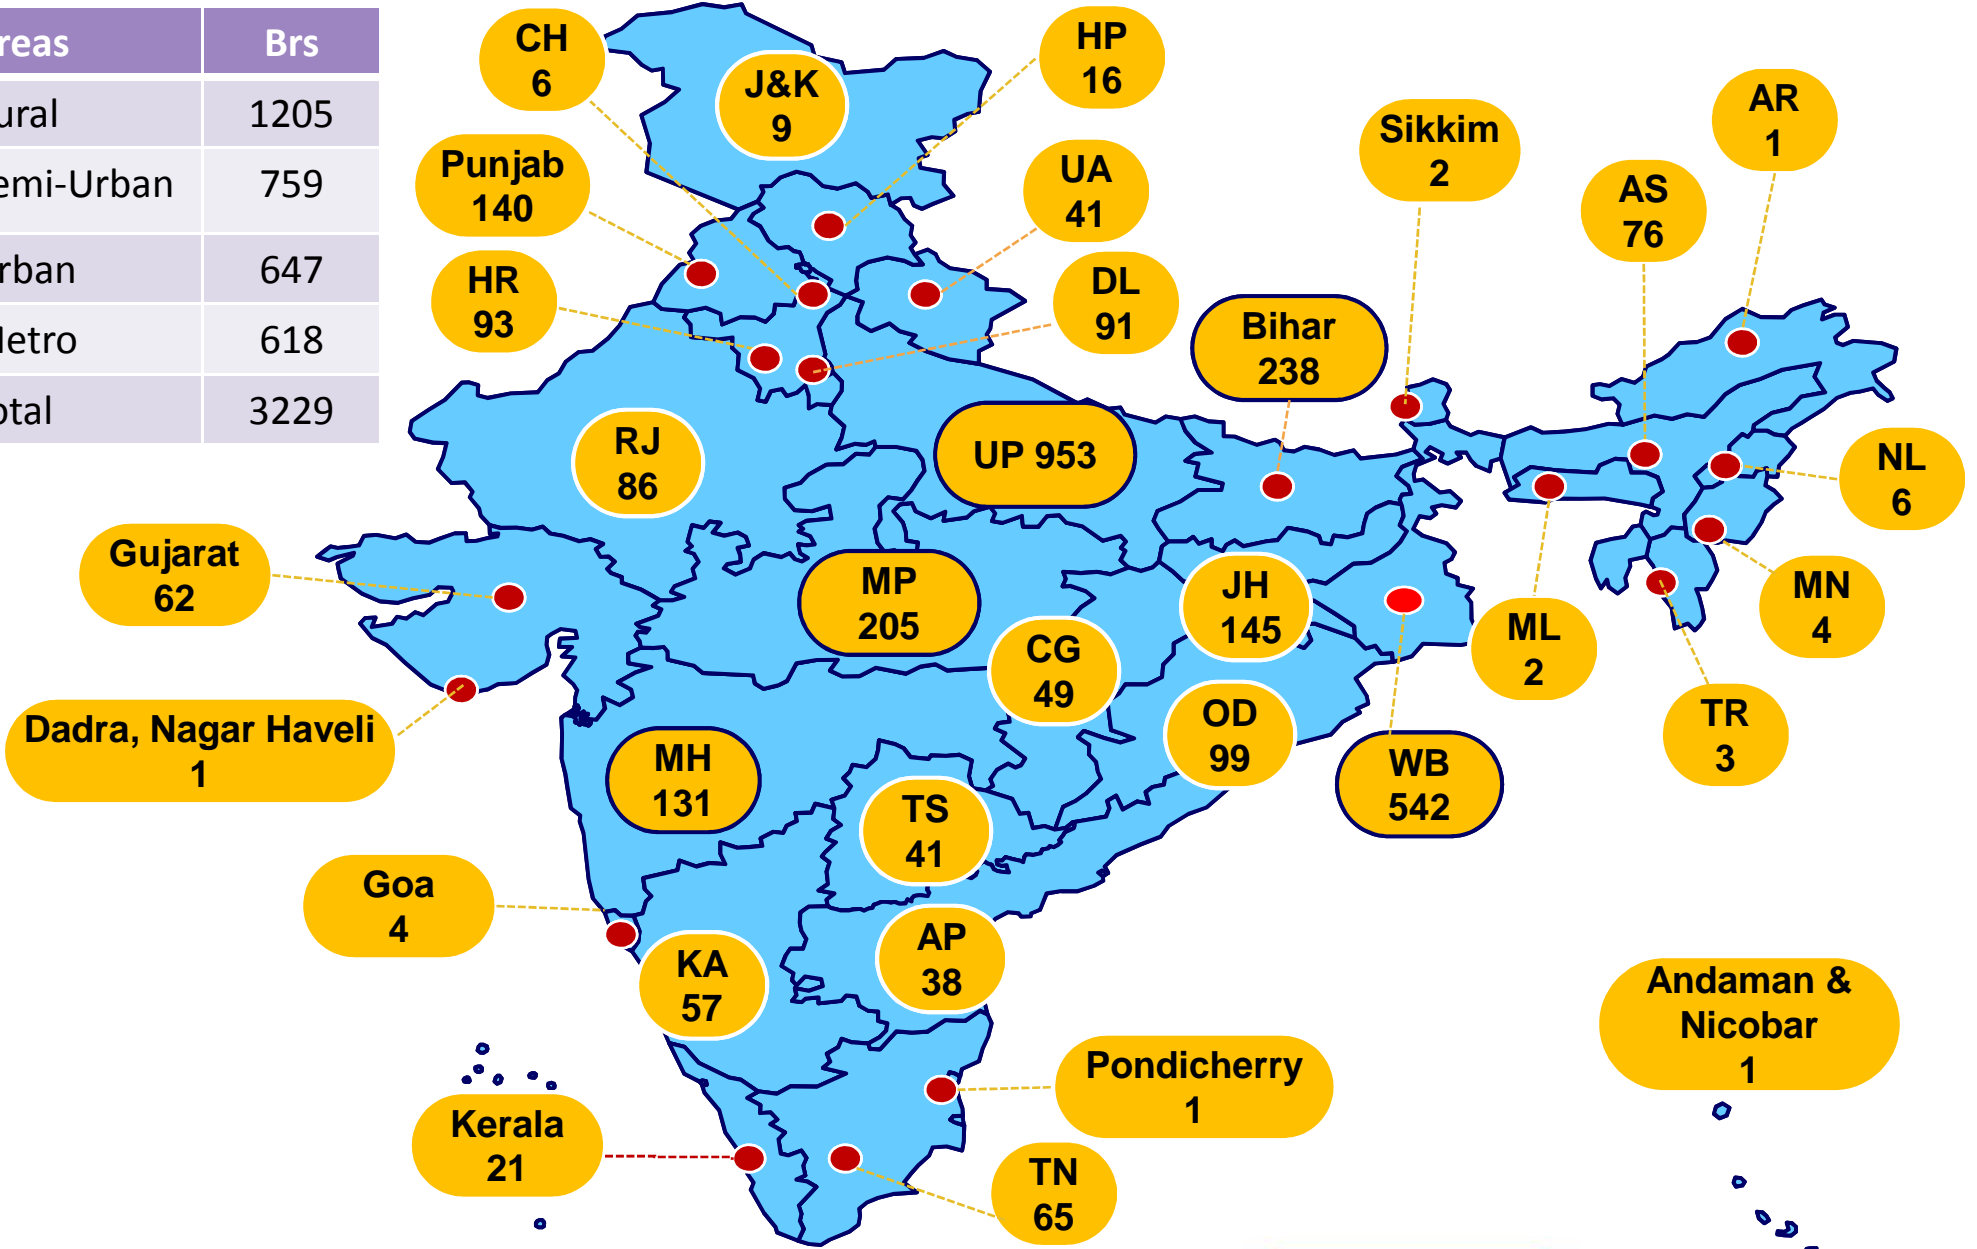 reas Brs
ural 1205
emi-Urban 759
rban 647
letro 618
otal 3229
CH
6
J&K
9
HP
16
Punjab
140
UA
41
HR
93
DL
91
Sikkim
2
AR
1
AS
76
Bihar
238
RJ
86
UP 953
NL
6
Gujarat
62
MP
205
JH
145
MN
4
ML
2
CG
49
Dadra, Nagar Haveli
1
MH
131
OD
99
WB
542
TR
3
TS
41
Goa
4
AP
38
KA
57
Andaman &
Nicobar
1
Pondicherry
1
Kerala
21
TN
65